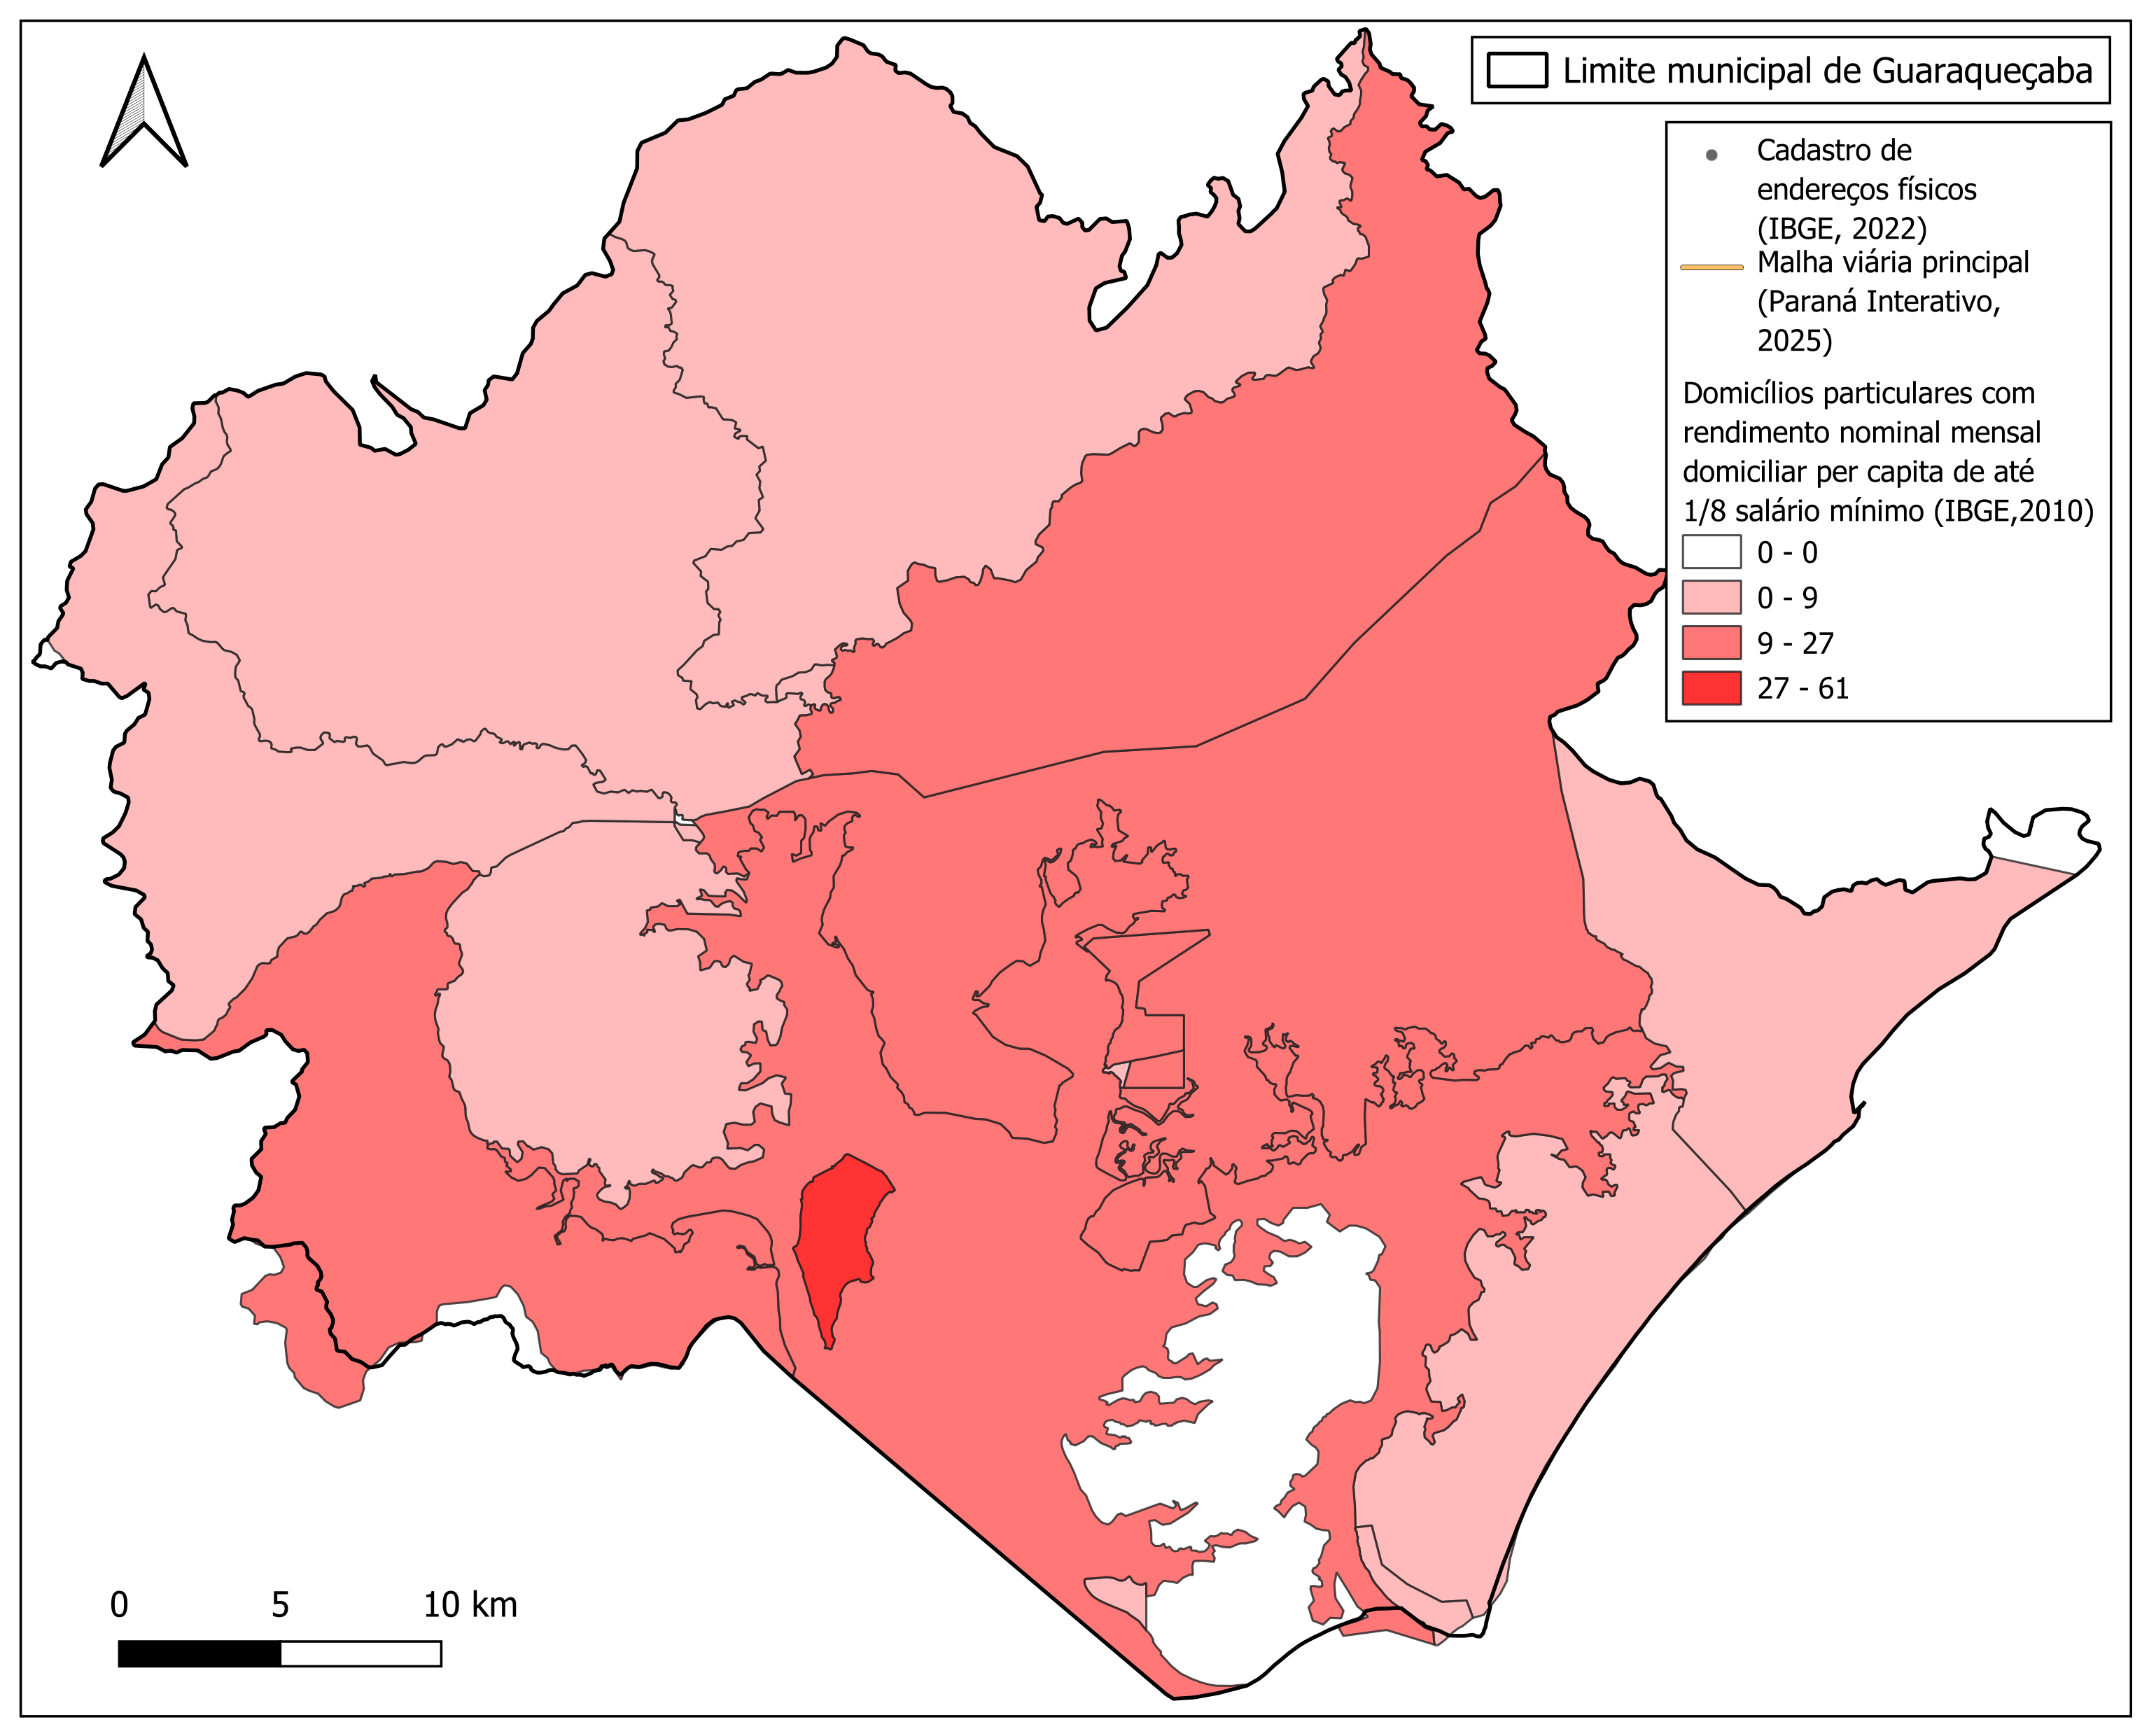 Limite municipal de Guaraqueçaba
Cadastro de
endereços físicos
(IBGE, 2022)
Malha viária principal
(Paraná Interativo,
2025)
Domicílios particulares com
rendimento nominal mensal
domiciliar per capita de até
1/8 salário mínimo (IBGE,2010)
0 - 0
0 - 9
9 - 27
27 - 61
0 5 10 km